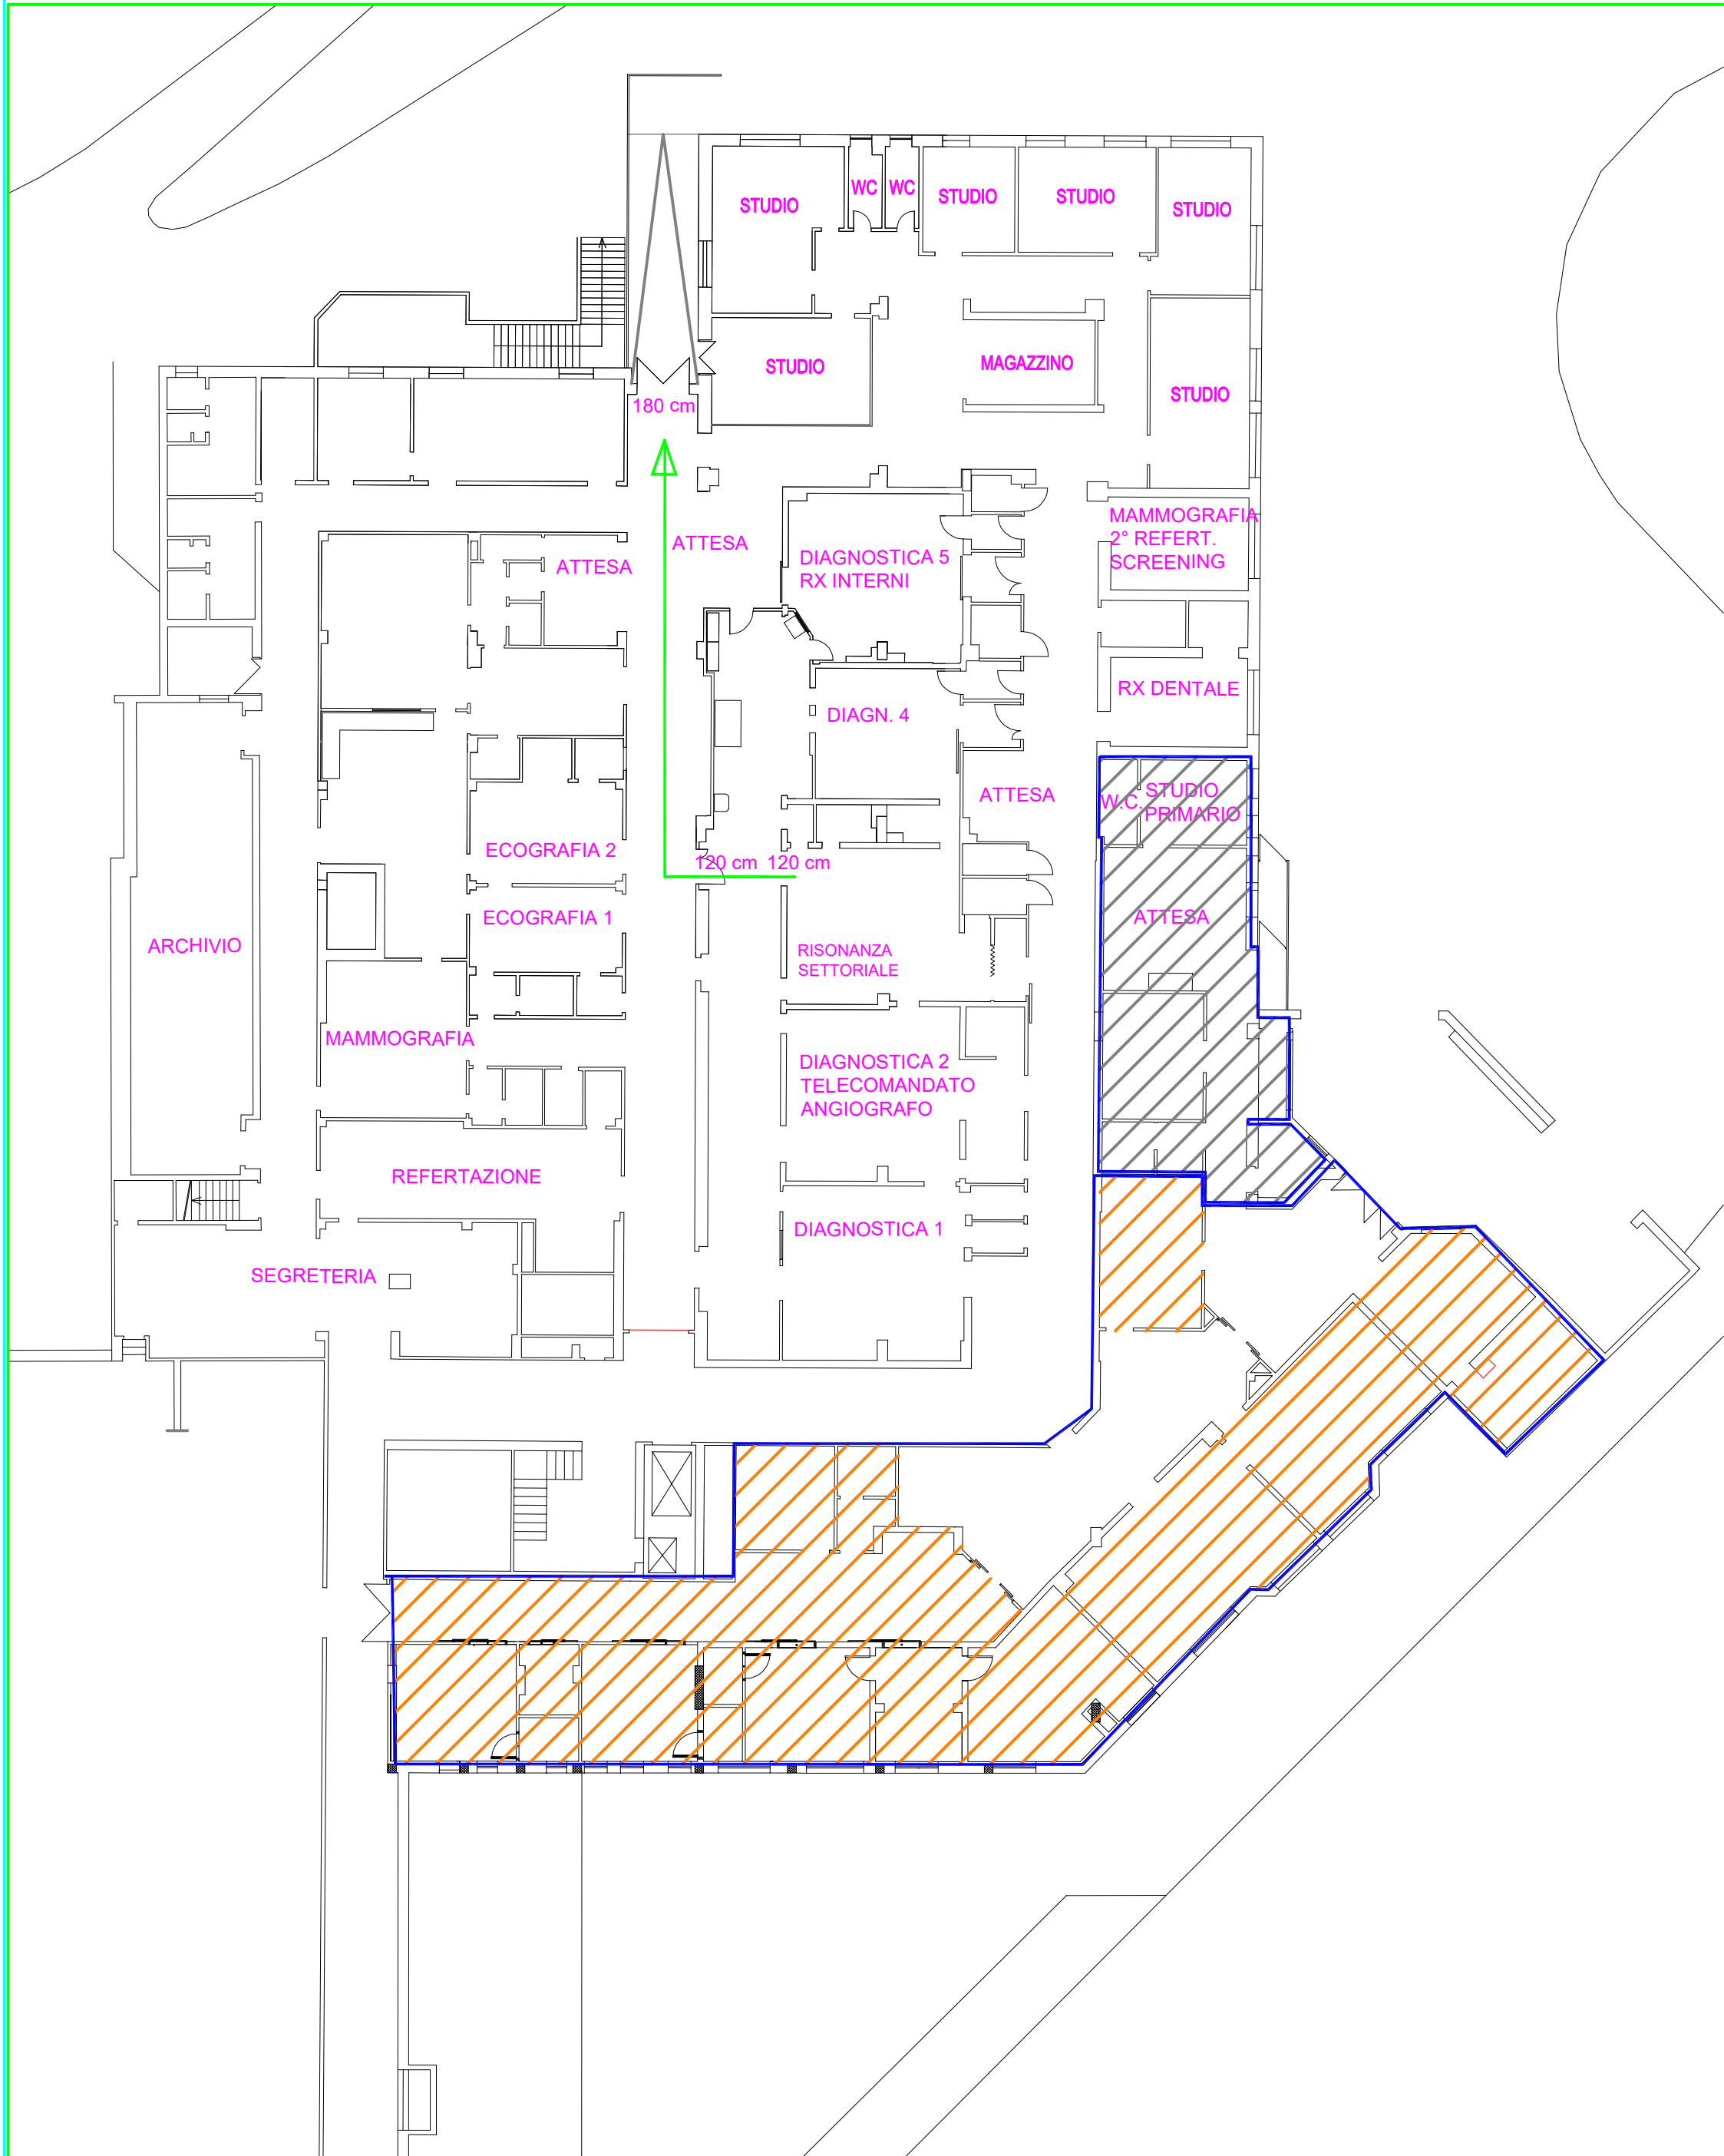 WC
WC
STUDIO
STUDIO
STUDIO
STUDIO
STUDIO
MAGAZZINO
STUDIO
180 cm
MAMMOGRAFIA
2° REFERT.
SCREENING
ATTESA
ATTESA
DIAGNOSTICA 5
RX INTERNI
RX DENTALE
DIAGN. 4
ATTESA
W.C.
STUDIO
PRIMARIO
ECOGRAFIA 2
120 cm
120 cm
ECOGRAFIA 1
ATTESA
ARCHIVIO
RISONANZA
SETTORIALE
MAMMOGRAFIA
DIAGNOSTICA 2
TELECOMANDATO
ANGIOGRAFO
REFERTAZIONE
DIAGNOSTICA 1
SEGRETERIA